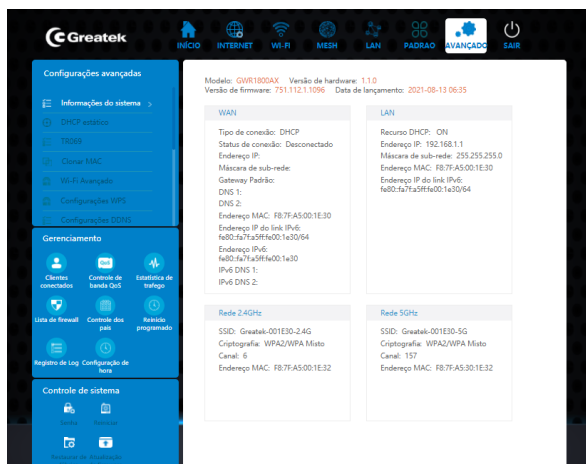 Greatek
INÍCIO INTERNET WI-FI MESH LAN PADRAO AVANÇADO SAIR
Configurações avançadas
Informações do sistema >
DHCP estático
TR069
Clonar MAC
Wi-Fi Avançado
Configurações WPS
Configurações DDNS
Gerenciamento
Clientes conectados
Controle de banda QoS
Estatística de trafego
Lista de firewall
Controle dos pais
Reinício programado
Registro de Log
Configuração de hora
Controle de sistema
Senha
Reiniciar
Restaurar de
Atualização
Modelo: GWR1800AX Versão de hardware: 1.1.0
Versão de firmware: 751.112.1.1096 Data de lançamento: 2021-08-13 06:35
WAN
Tipo de conexão: DHCP
Status de conexão: Desconectado
Endereço IP:
Máscara de sub-rede:
Gateway Padrão:
DNS 1:
DNS 2:
Endereço MAC: F8:7F:A5:00:1E:30
Endereço IP do link IPv6:
fe80::fa7f:a5ff:fe00:1e30/64
Endereço IPv6:
fe80::fa7f:a5ff:fe00:1e30
IPv6 DNS 1:
IPv6 DNS 2:
LAN
Recurso DHCP: ON
Endereço IP: 192.168.1.1
Máscara de sub-rede: 255.255.255.0
Endereço MAC: F8:7F:A5:00:1E:30
Endereço IP do link IPv6:
fe80::fa7f:a5ff:fe00:1e30/64
Rede 2.4GHz
SSID: Greatek-001E30-2.4G
Criptografia: WPA2/WPA Misto
Canal: 6
Endereço MAC: F8:7F:A5:00:1E:32
Rede 5GHz
SSID: Greatek-001E30-5G
Criptografia: WPA2/WPA Misto
Canal: 157
Endereço MAC: F8:7F:A5:30:1E:32